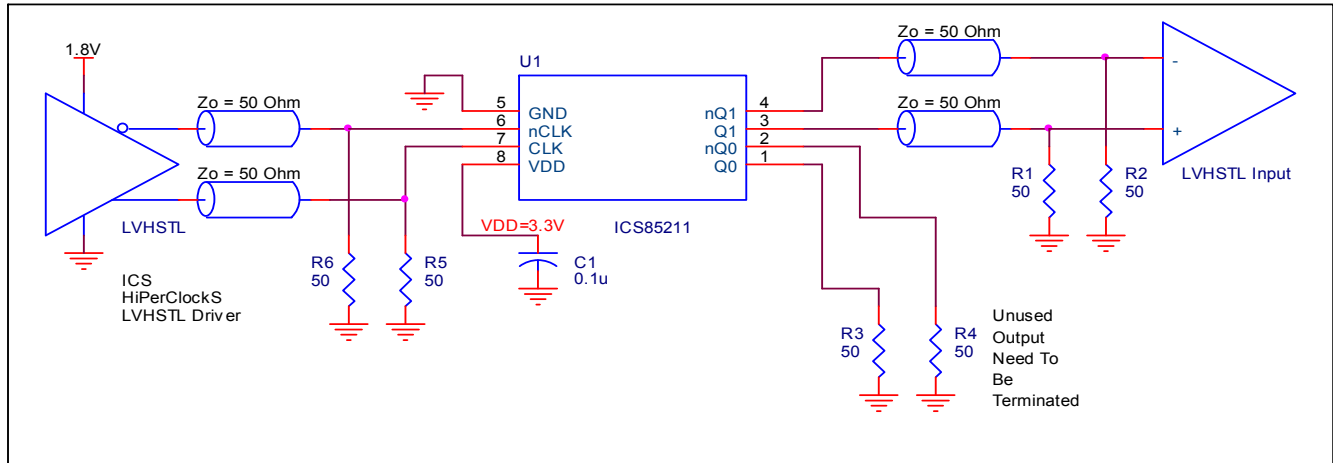 1.8V
Zo = 50 Ohm
Zo = 50 Ohm
LVHSTL
ICS
HiPerClockS
LVHSTL Driver
R6
50
R5
50
U1
5
GND
6
nCLK
7
CLK
8
VDD
nQ1
4
Q1
3
nQ0
2
Q0
1
ICS85211
VDD=3.3V
C1
0.1u
Zo = 50 Ohm
Zo = 50 Ohm
-
+
LVHSTL Input
R1
50
R2
50
R3
50
R4
50
Unused
Output
Need To
Be
Terminated